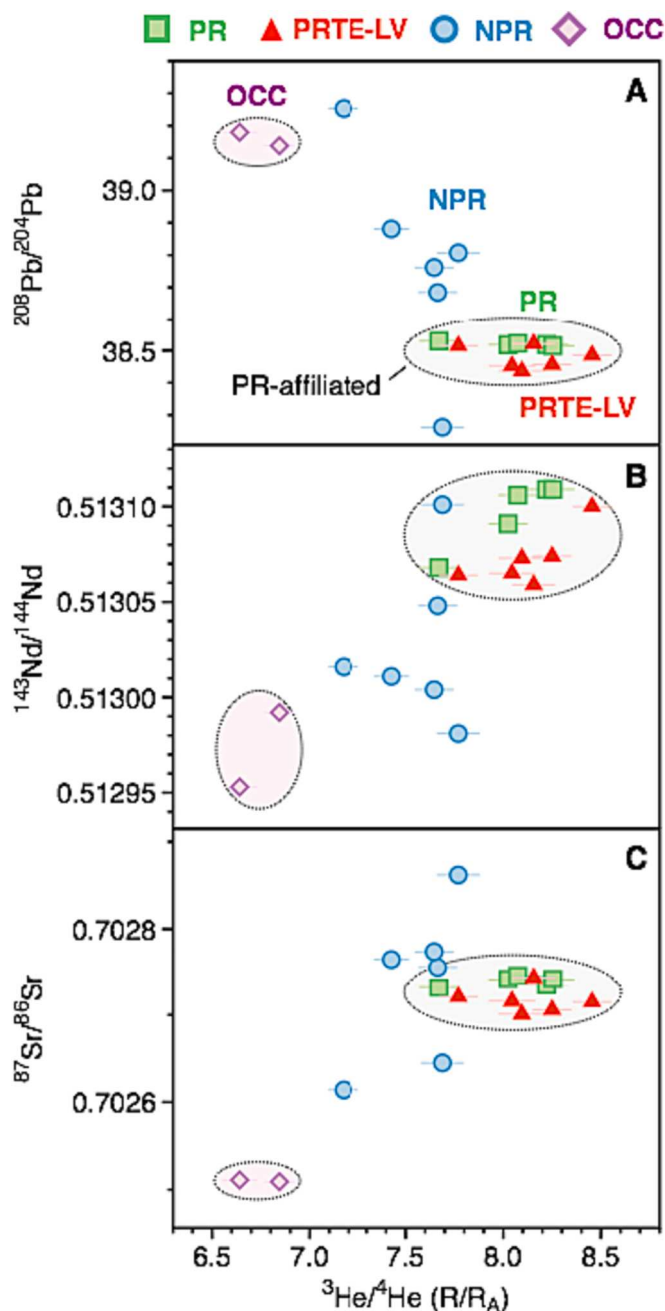 PR PRTE-LV NPR OCC
A
OCC
NPR
PR
PR-affiliated
PRTE-LV
39.0
38.5
²⁰⁸Pb/²⁰⁴Pb
B
0.51310
0.51305
0.51300
0.51295
¹⁴³Nd/¹⁴⁴Nd
C
0.7028
0.7026
⁸⁷Sr/⁸⁶Sr
6.5 7.0 7.5 8.0 8.5
³He/⁴He (R/R_A)